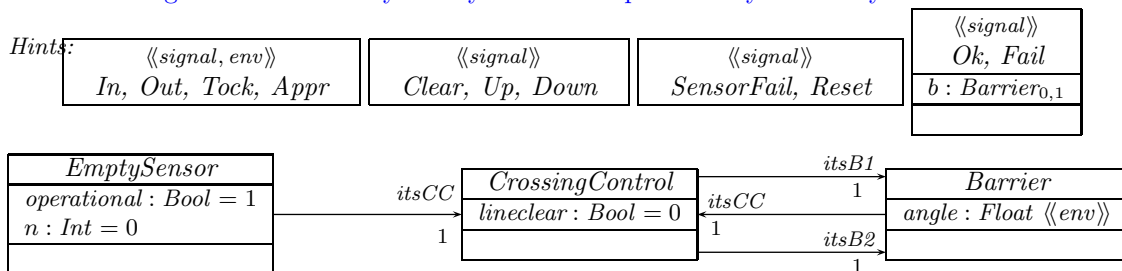 Hints:
⟪signal, env⟫
In, Out, Tock, Appr
⟪signal⟫
Clear, Up, Down
⟪signal⟫
SensorFail, Reset
⟪signal⟫
Ok, Fail
b : Barrier0,1
EmptySensor
operational : Bool = 1
n : Int = 0
itsCC
1
CrossingControl
lineclear : Bool = 0
itsB1
1
itsCC
1
itsB2
1
Barrier
angle : Float ⟪env⟫